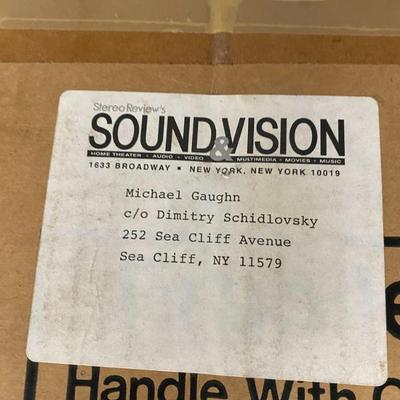 Stereo Review's
SOUND & VISION
HOME THEATER • AUDIO • VIDEO • MULTIMEDIA • MOVIES • MUSIC
1633 BROADWAY ■ NEW YORK, NEW YORK 10019
Michael Gaughn
c/o Dimitry Schidlovsky
252 Sea Cliff Avenue
Sea Cliff, NY 11579
Handle With